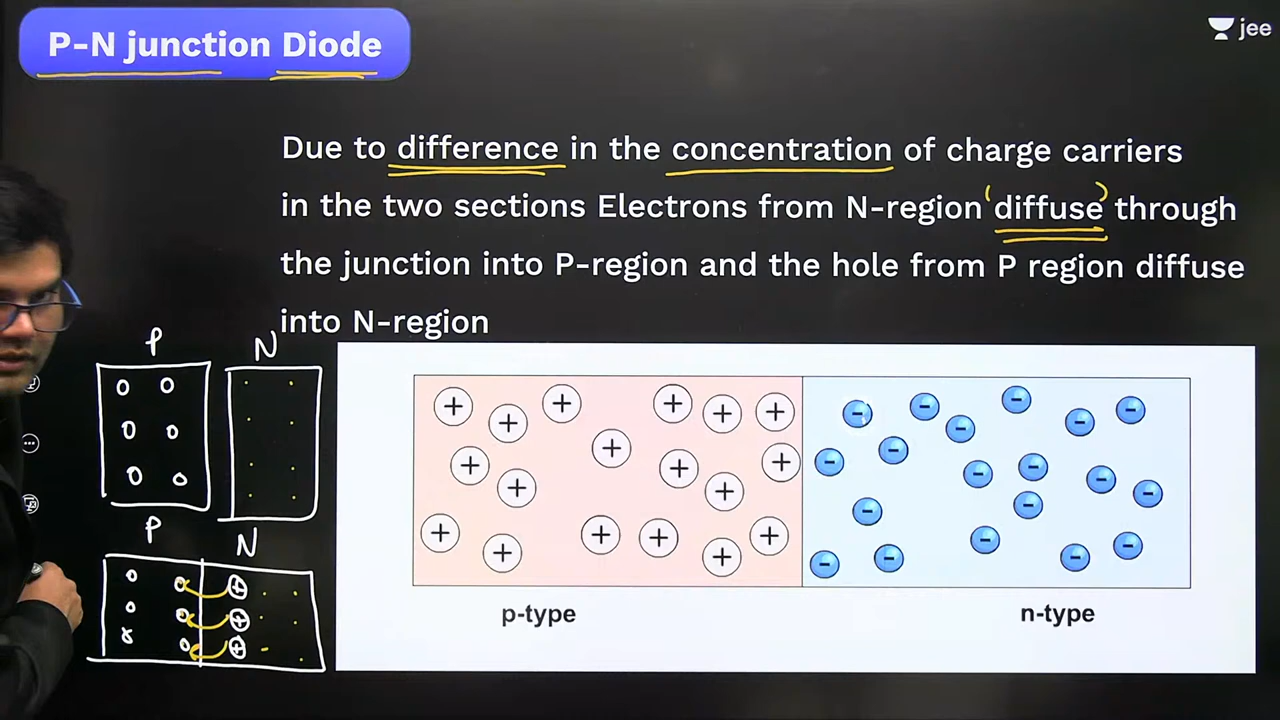 P-N junction Diode
jee
Due to difference in the concentration of charge carriers
in the two sections Electrons from N-region diffuse through
the junction into P-region and the hole from P region diffuse
into N-region
P N
P N
p-type n-type